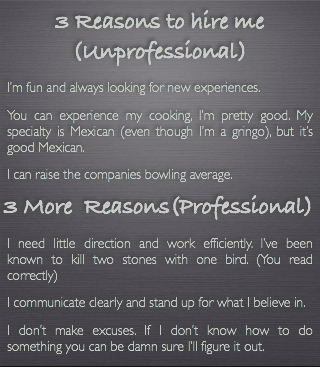 3 Reasons to hire me
(Unprofessional)
I'm fun and always looking for new experiences.
You can experience my cooking, I'm pretty good. My
specialty is Mexican (even though I'm a gringo), but it's
good Mexican.
I can raise the companies bowling average.
3 More Reasons (Professional)
I need little direction and work efficiently. I've been
known to kill two stones with one bird. (You read
correctly)
I communicate clearly and stand up for what I believe in.
I don't make excuses. If I don't know how to do
something you can be damn sure I'll figure it out.